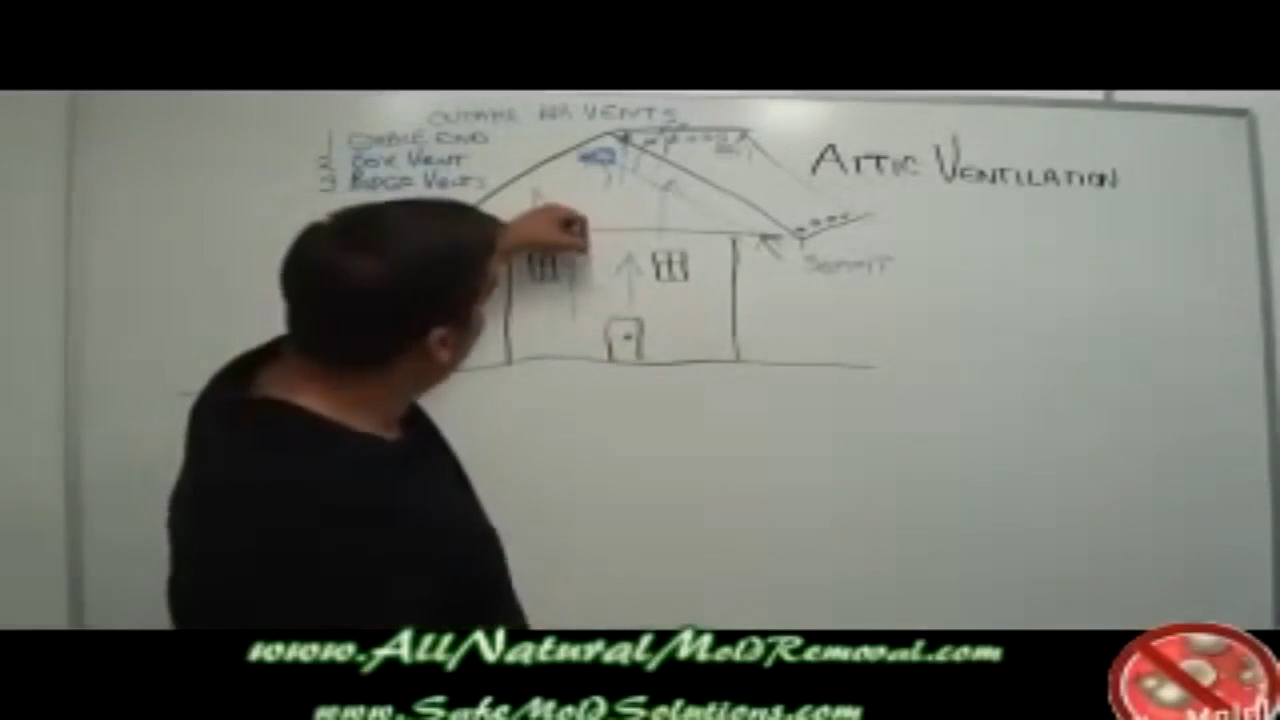 OUTTAKE AIR VENTS
1 GABLE END
2 BOX VENT
3 RIDGE VENTS
ATTIC VENTILATION
SOFFIT
www.AllNaturalMoldRemoval.com
www.SafeMoldSolutions.com